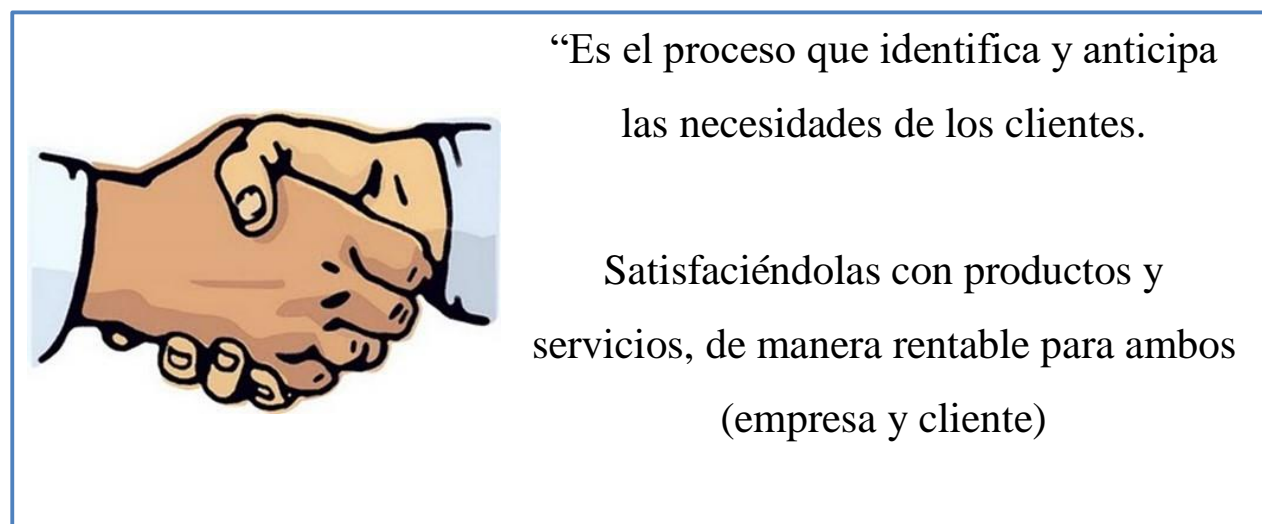 “Es el proceso que identifica y anticipa
las necesidades de los clientes.
Satisfaciéndolas con productos y
servicios, de manera rentable para ambos
(empresa y cliente)